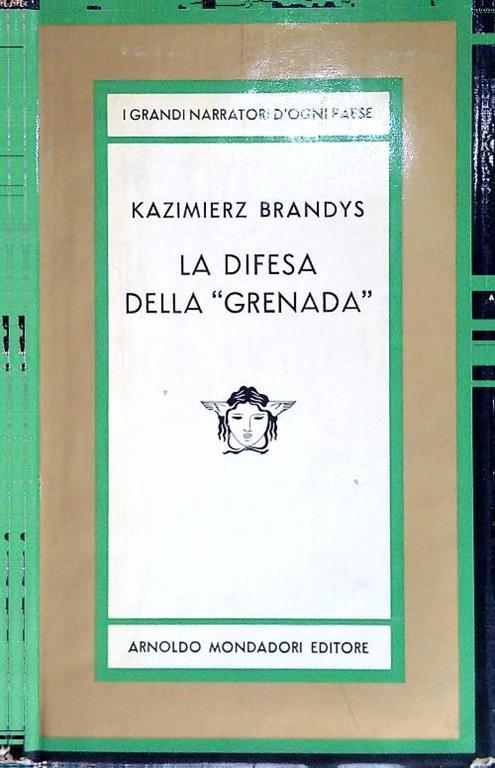 I GRANDI NARRATORI D'OGNI PAESE
KAZIMIERZ BRANDYS
LA DIFESA
DELLA “GRENADA”
ARNOLDO MONDADORI EDITORE